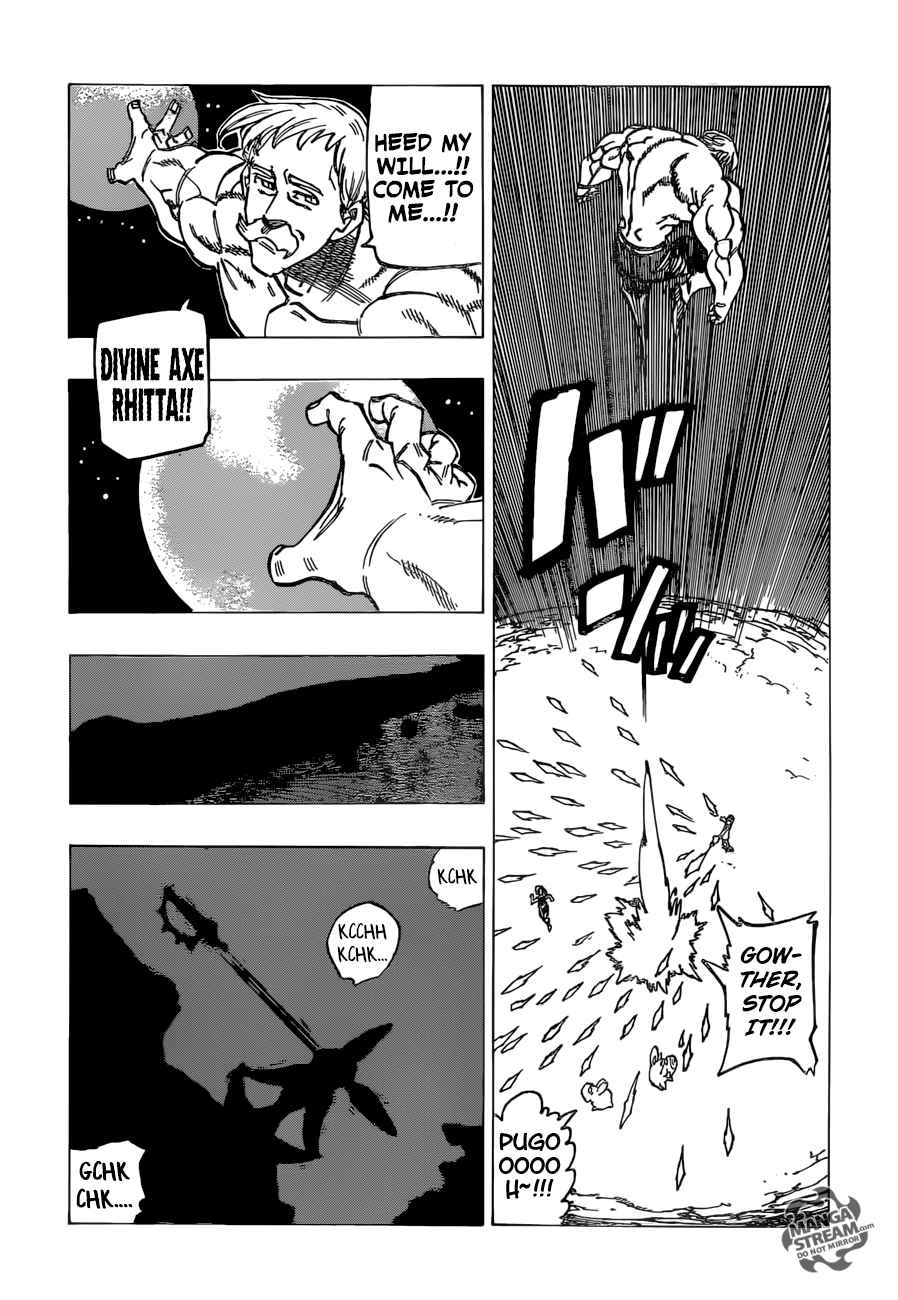 GOW-
THER,
STOP
IT!!!
PUGO
OOOO
H~!!!
HEED MY
WILL...!!
COME TO
ME...!!
DIVINE AXE
RHITTA!!
KCHK
KCCHH
KCHK...
GCHK
CHK....
MANGA
STREAM.com
DO NOT MIRROR